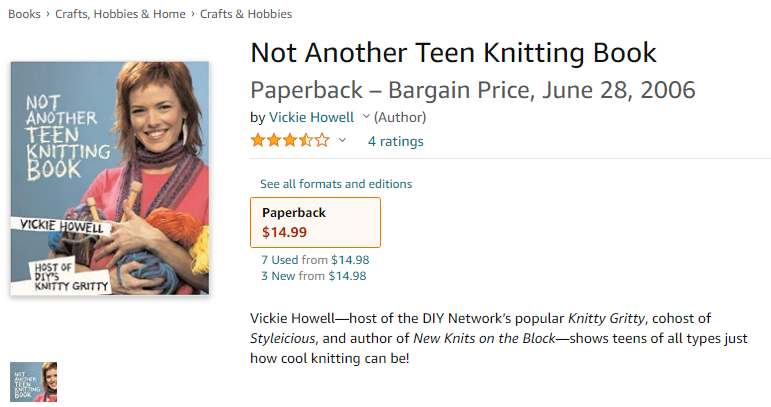 Books › Crafts, Hobbies & Home › Crafts & Hobbies
NOT
ANOTHER
TEEN
KNITTING
BOOK
VICKIE HOWELL
HOST OF
DIY'S
KNITTY GRITTY
Not Another Teen Knitting Book
Paperback – Bargain Price, June 28, 2006
by Vickie Howell (Author)
4 ratings
See all formats and editions
Paperback
$14.99
7 Used from $14.98
3 New from $14.98
Vickie Howell—host of the DIY Network's popular Knitty Gritty, cohost of
Styleicious, and author of New Knits on the Block—shows teens of all types just
how cool knitting can be!
NOT
ANOTHER
TEEN
KNITTING
BOOK